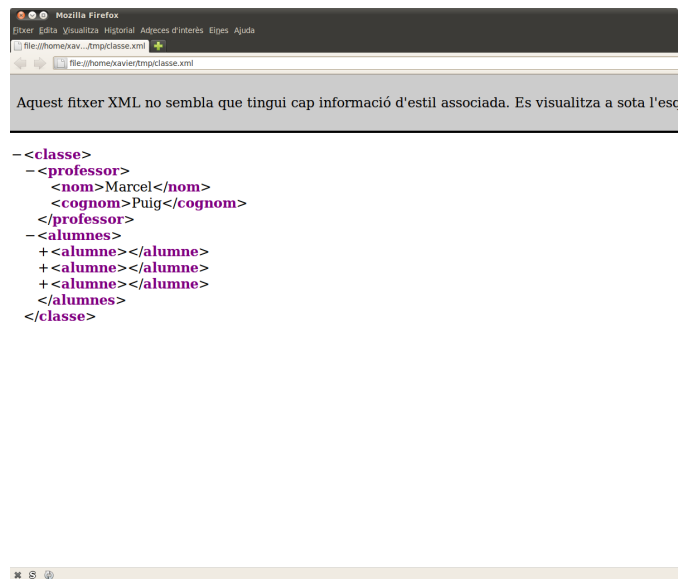 Mozilla Firefox
Fitxer Edita Visualitza Historial Adreces d'interès Eines Ajuda
file:///home/xav.../tmp/classe.xml
file:///home/xavier/tmp/classe.xml
Aquest fitxer XML no sembla que tingui cap informació d'estil associada. Es visualitza a sota l'esq
−<classe>
−<professor>
<nom>Marcel</nom>
<cognom>Puig</cognom>
</professor>
−<alumnes>
+<alumne></alumne>
+<alumne></alumne>
+<alumne></alumne>
</alumnes>
</classe>